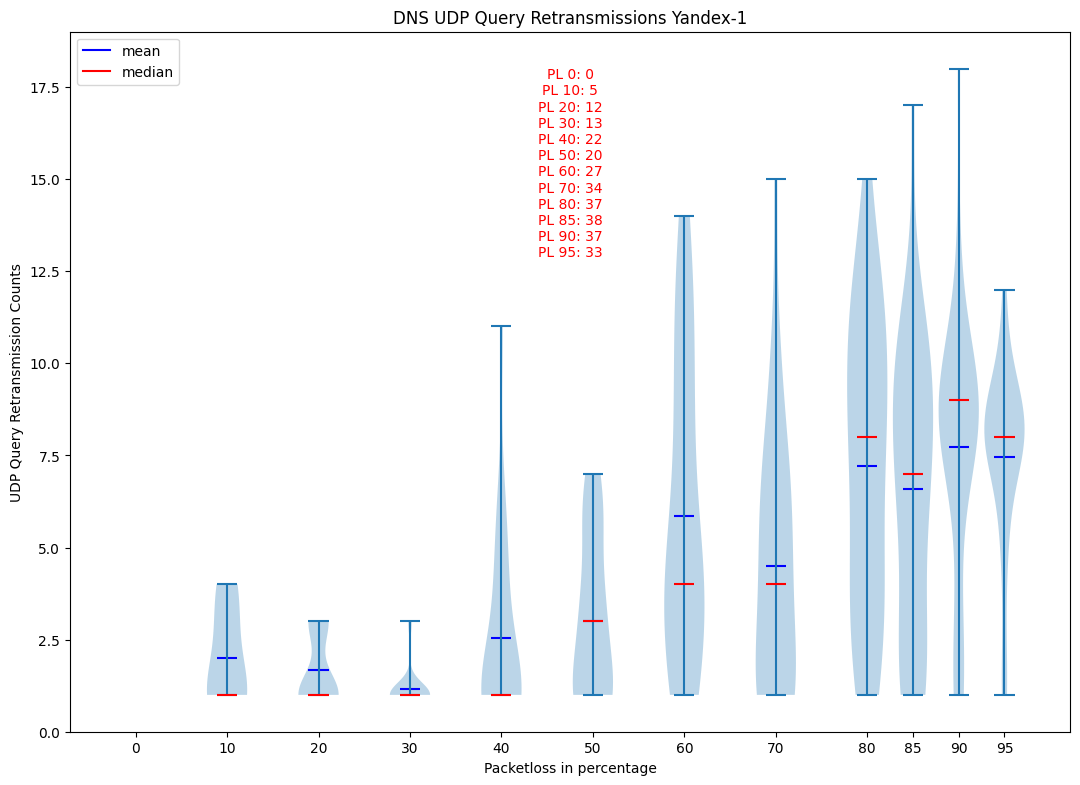 DNS UDP Query Retransmissions Yandex-1
mean
median
PL 0: 0
PL 10: 5
PL 20: 12
PL 30: 13
PL 40: 22
PL 50: 20
PL 60: 27
PL 70: 34
PL 80: 37
PL 85: 38
PL 90: 37
PL 95: 33
UDP Query Retransmission Counts
17.5
15.0
12.5
10.0
7.5
5.0
2.5
0.0
0 10 20 30 40 50 60 70 80 85 90 95
Packetloss in percentage